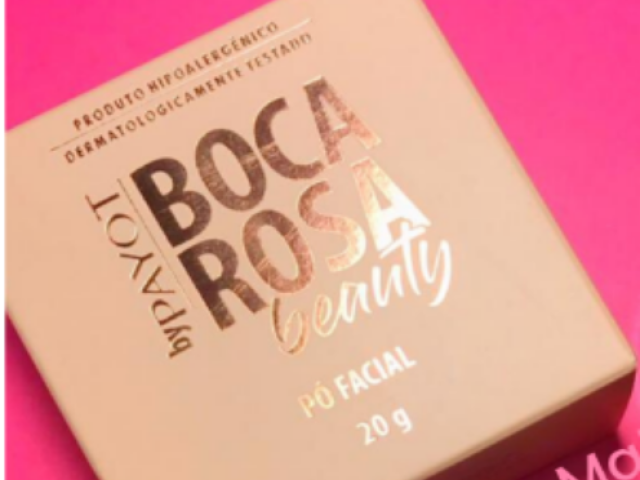 PRODUTO HIPOALERGÊNICO
DERMATOLOGICAMENTE TESTADO
BOCA
ROSA
beauty
byPAYOT
PÓ FACIAL
20 g